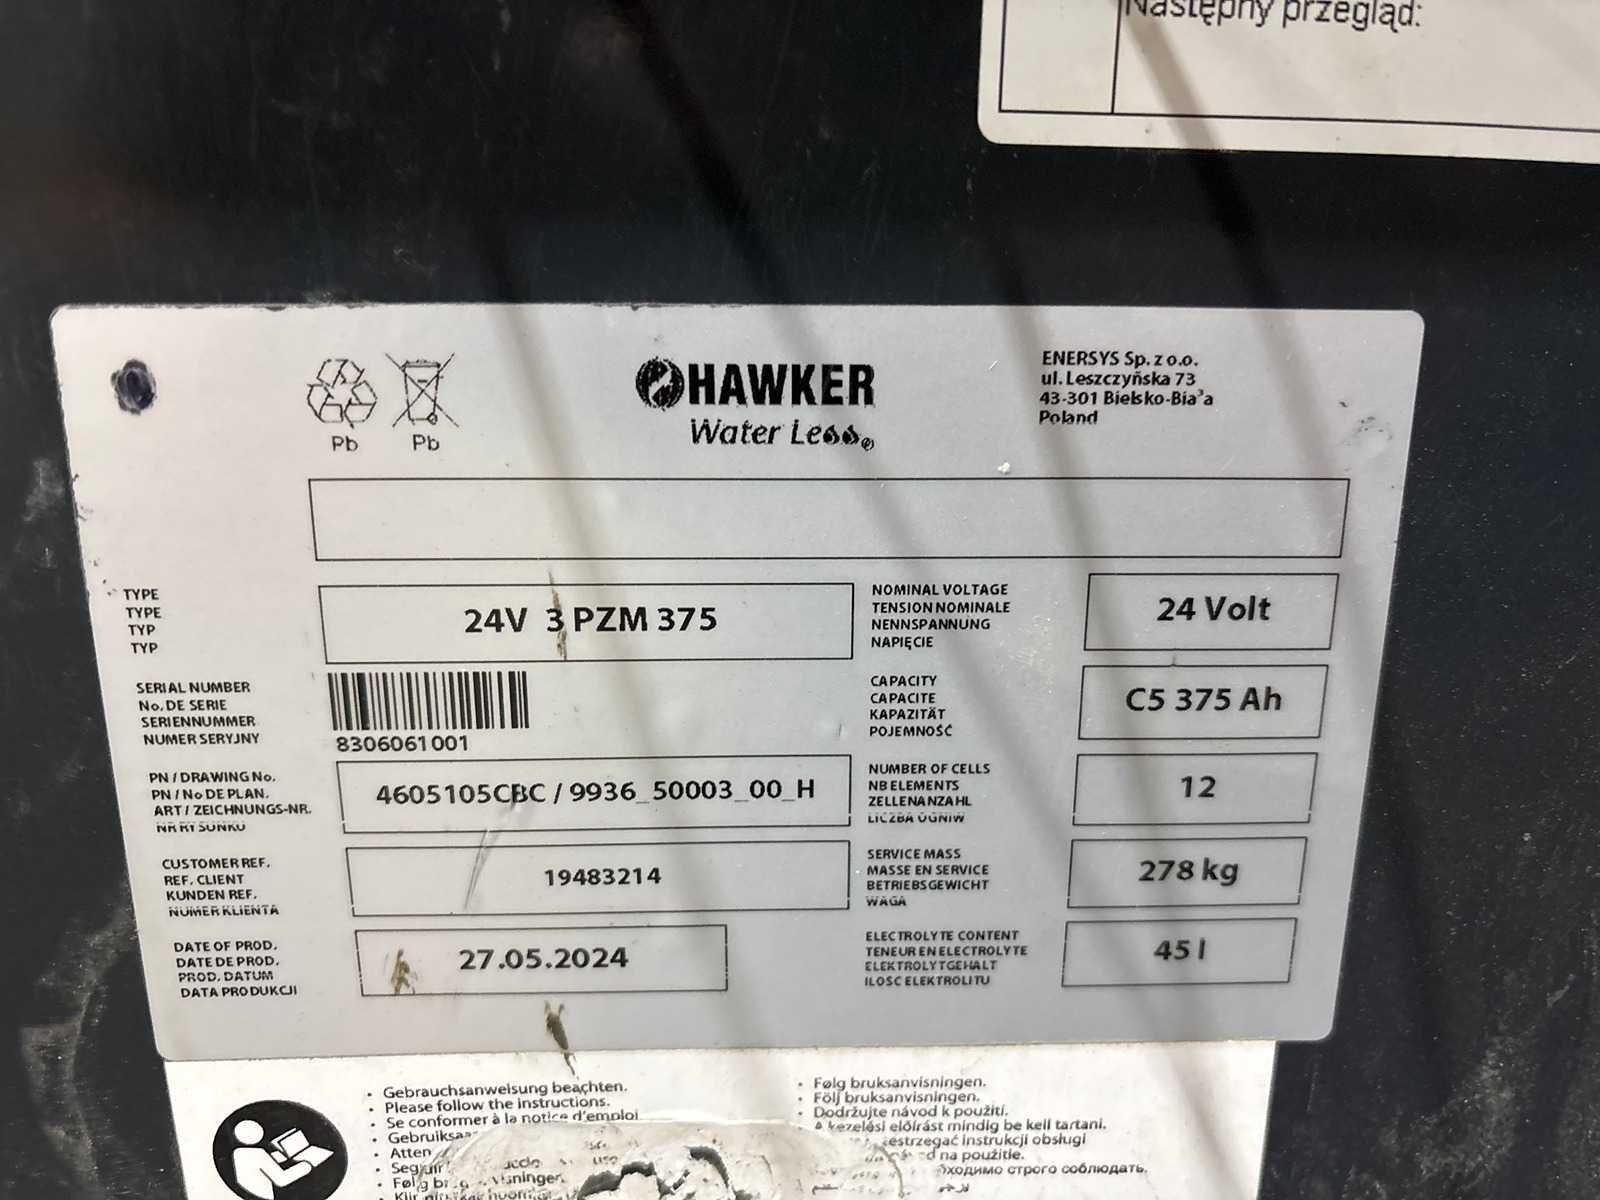 Następny przegląd:
Pb
Pb
HAWKER
Water Less®
ENERSYS Sp. z o.o.
ul. Leszczyńska 73
43-301 Bielsko-Bia³a
Poland
TYPE
TYPE
TYP
TYP
24V 3 PZM 375
NOMINAL VOLTAGE
TENSION NOMINALE
NENNSPANNUNG
NAPIĘCIE
24 Volt
SERIAL NUMBER
No. DE SERIE
SERIENNUMMER
NUMER SERYJNY
8306061001
CAPACITY
CAPACITE
KAPAZITÄT
POJEMNOŚĆ
C5 375 Ah
PN / DRAWING No.
PN / No DE PLAN.
ART / ZEICHNUNGS-NR.
NR RYSUNKU
4605105CBC / 9936_50003_00_H
NUMBER OF CELLS
NB ELEMENTS
ZELLENANZAHL
LICZBA OGNIW
12
CUSTOMER REF.
REF. CLIENT
KUNDEN REF.
NUMER KLIENTA
19483214
SERVICE MASS
MASSE EN SERVICE
BETRIEBSGEWICHT
WAGA
278 kg
DATE OF PROD.
DATE DE PROD.
PROD. DATUM
DATA PRODUKCJI
27.05.2024
ELECTROLYTE CONTENT
TENEUR EN ELECTROLYTE
ELEKTROLYTGEHALT
ILOSC ELEKTROLITU
45 l
• Gebrauchsanweisung beachten.
• Please follow the instructions.
• Se conformer à la notice d'emploi
• Følg bruksanvisningen.
• Följ bruksanvisningen.
• Dodržujte návod k použití.
• A kezelési előírást mindig be kell tartani.
instrukcji obsługi
na použitie.
строго соблюдать.